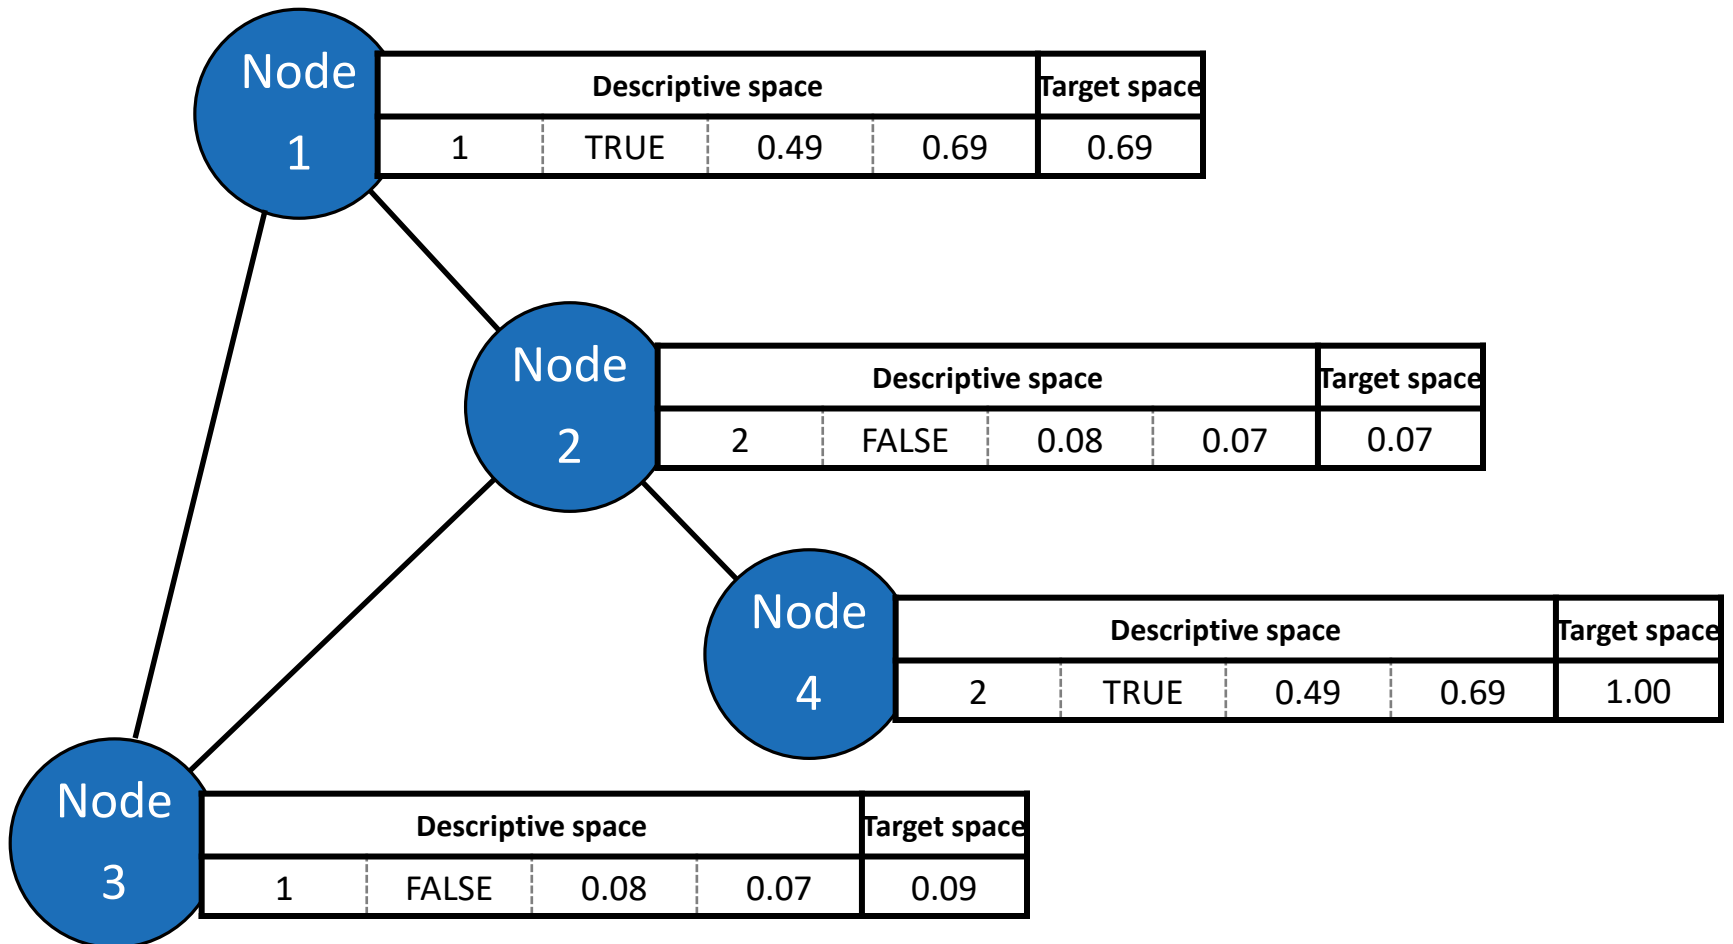 Node
1
Descriptive space Target space
1 TRUE 0.49 0.69 0.69
Node
2
Descriptive space Target space
2 FALSE 0.08 0.07 0.07
Node
4
Descriptive space Target space
2 TRUE 0.49 0.69 1.00
Node
3
Descriptive space Target space
1 FALSE 0.08 0.07 0.09